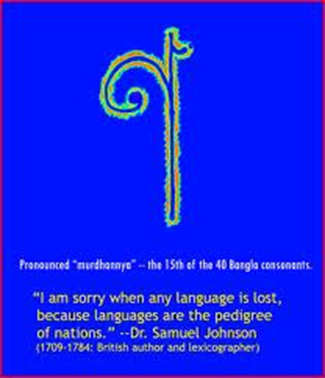 ণ
Pronounced “murdhannya” -- the 15th of the 40 Bangla consonants.
“I am sorry when any language is lost,
because languages are the pedigree
of nations.” --Dr. Samuel Johnson
(1709-1784: British author and lexicographer)